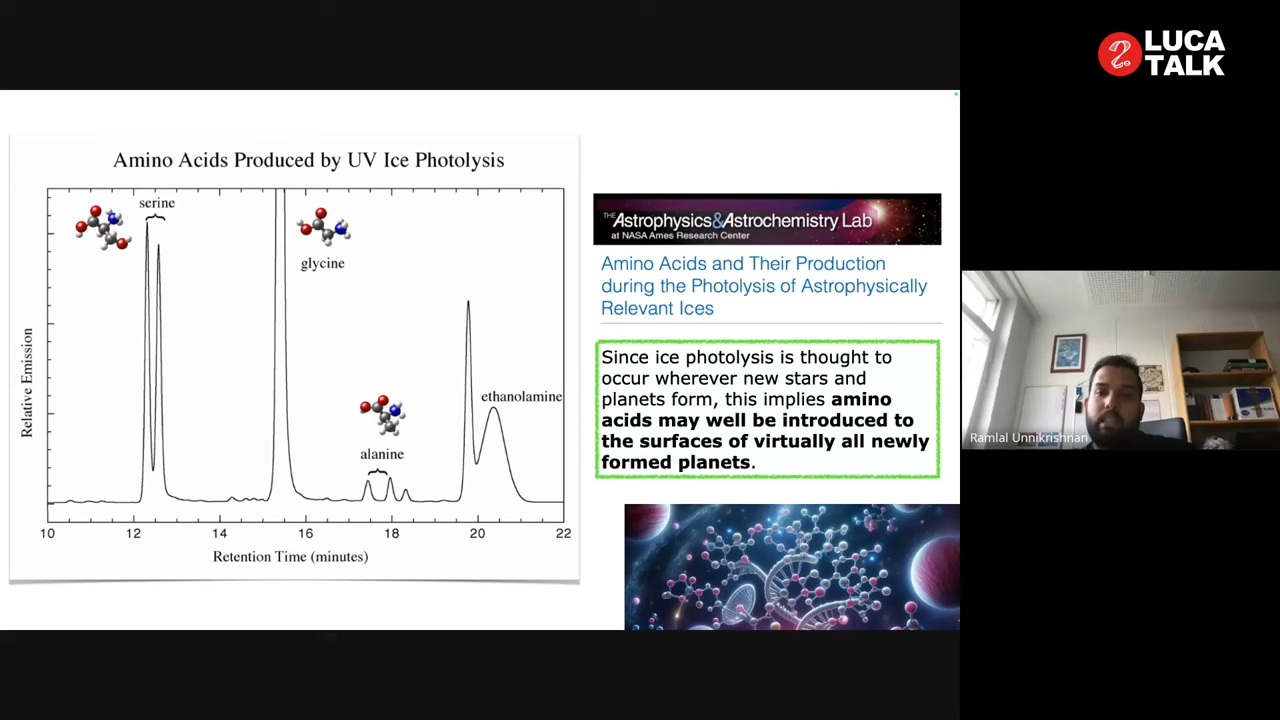 LUCA
TALK
Amino Acids Produced by UV Ice Photolysis
serine
glycine
alanine
ethanolamine
Relative Emission
10 12 14 16 18 20 22
Retention Time (minutes)
THE Astrophysics&Astrochemistry Lab
at NASA Ames Research Center
Amino Acids and Their Production
during the Photolysis of Astrophysically
Relevant Ices
Since ice photolysis is thought to
occur wherever new stars and
planets form, this implies amino
acids may well be introduced to
the surfaces of virtually all newly
formed planets.
Ramlal Unnikrishnan